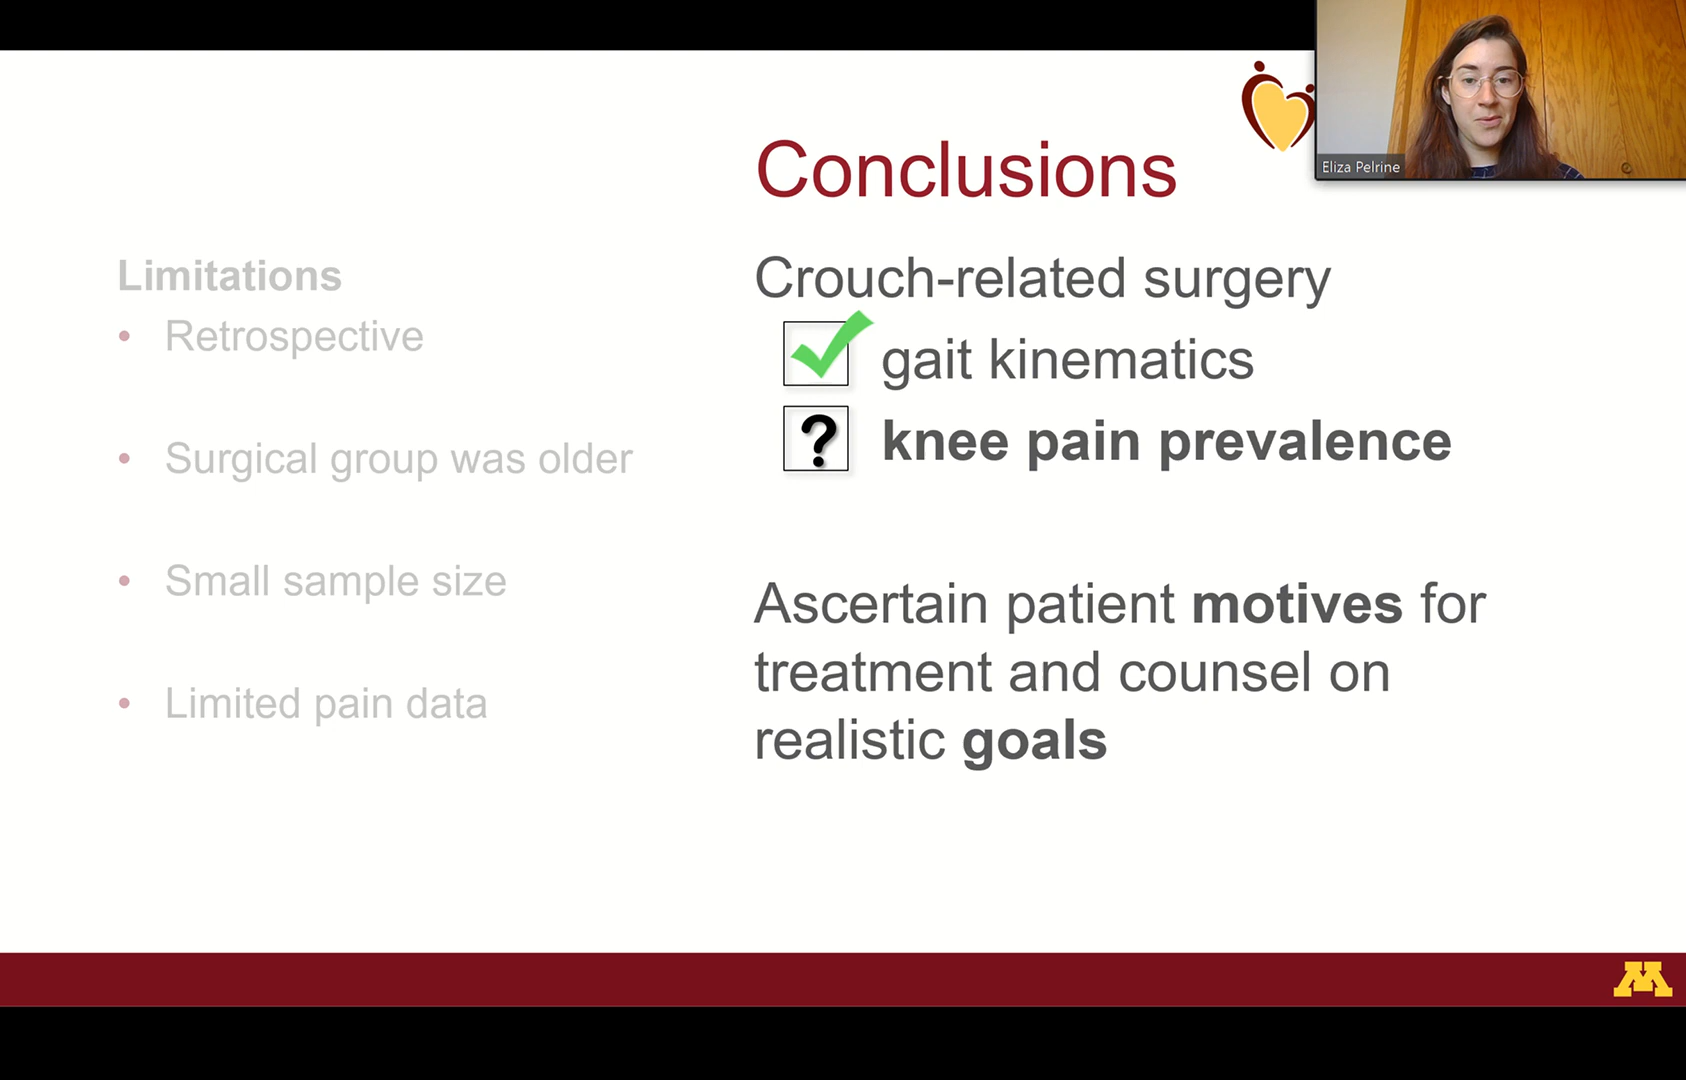 Conclusions
Limitations
• Retrospective
• Surgical group was older
• Small sample size
• Limited pain data
Crouch-related surgery
gait kinematics
? knee pain prevalence
Ascertain patient motives for
treatment and counsel on
realistic goals
Eliza Pelrine
M